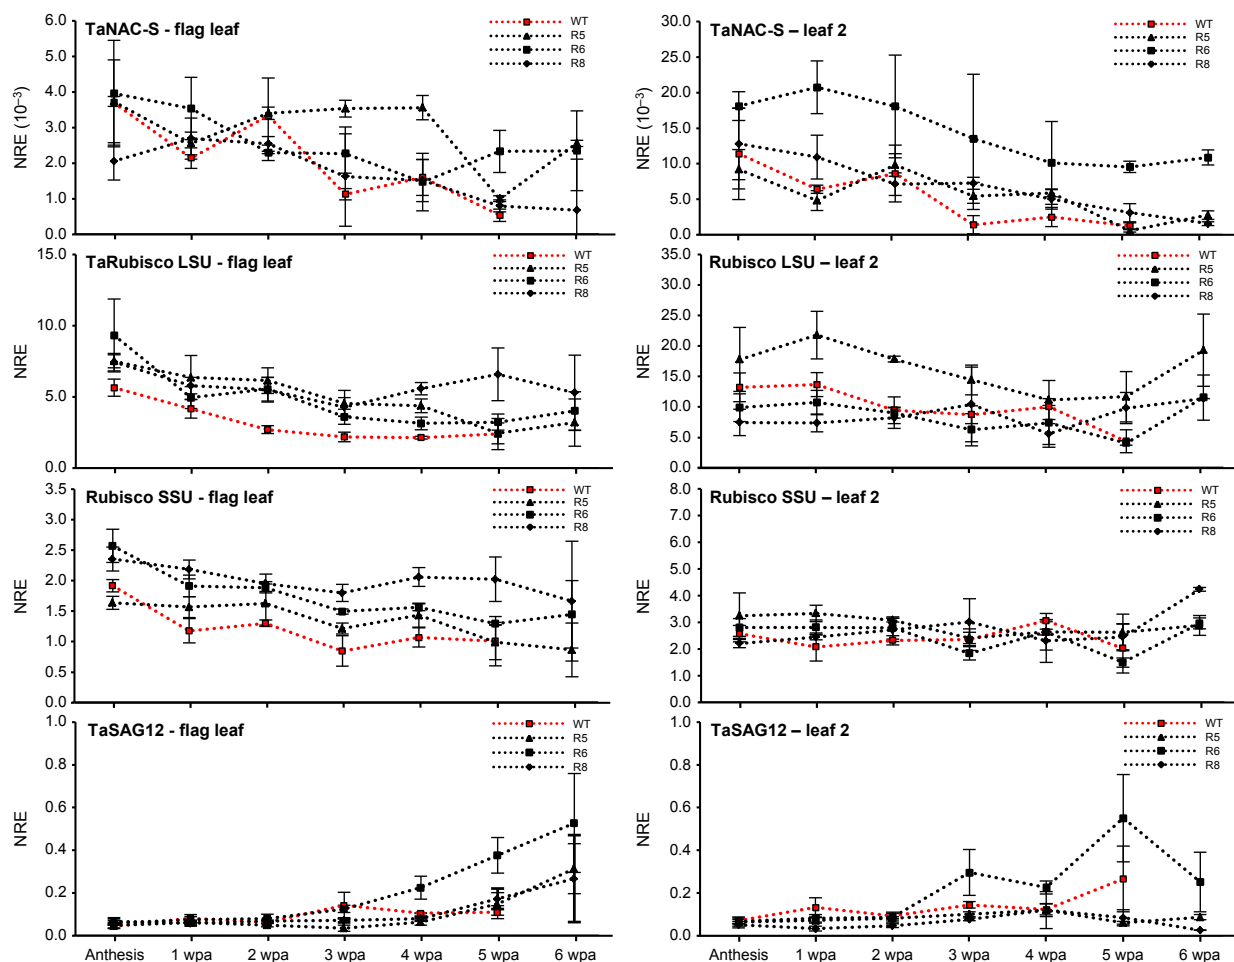 TaNAC-S - flag leaf
WT
R5
R6
R8
NRE (10⁻³)
6.0
5.0
4.0
3.0
2.0
1.0
0.0
TaNAC-S – leaf 2
WT
R5
R6
R8
NRE (10⁻³)
30.0
25.0
20.0
15.0
10.0
5.0
0.0
TaRubisco LSU - flag leaf
WT
R5
R6
R8
NRE
15.0
10.0
5.0
0.0
Rubisco LSU – leaf 2
WT
R5
R6
R8
NRE
35.0
30.0
25.0
20.0
15.0
10.0
5.0
0.0
Rubisco SSU - flag leaf
WT
R5
R6
R8
NRE
3.5
3.0
2.5
2.0
1.5
1.0
0.5
0.0
Rubisco SSU – leaf 2
WT
R5
R6
R8
NRE
8.0
7.0
6.0
5.0
4.0
3.0
2.0
1.0
0.0
TaSAG12 - flag leaf
WT
R5
R6
R8
NRE
1.0
0.8
0.6
0.4
0.2
0.0
Anthesis 1 wpa 2 wpa 3 wpa 4 wpa 5 wpa 6 wpa
TaSAG12 – leaf 2
WT
R5
R6
R8
NRE
1.0
0.8
0.6
0.4
0.2
0.0
Anthesis 1 wpa 2 wpa 3 wpa 4 wpa 5 wpa 6 wpa